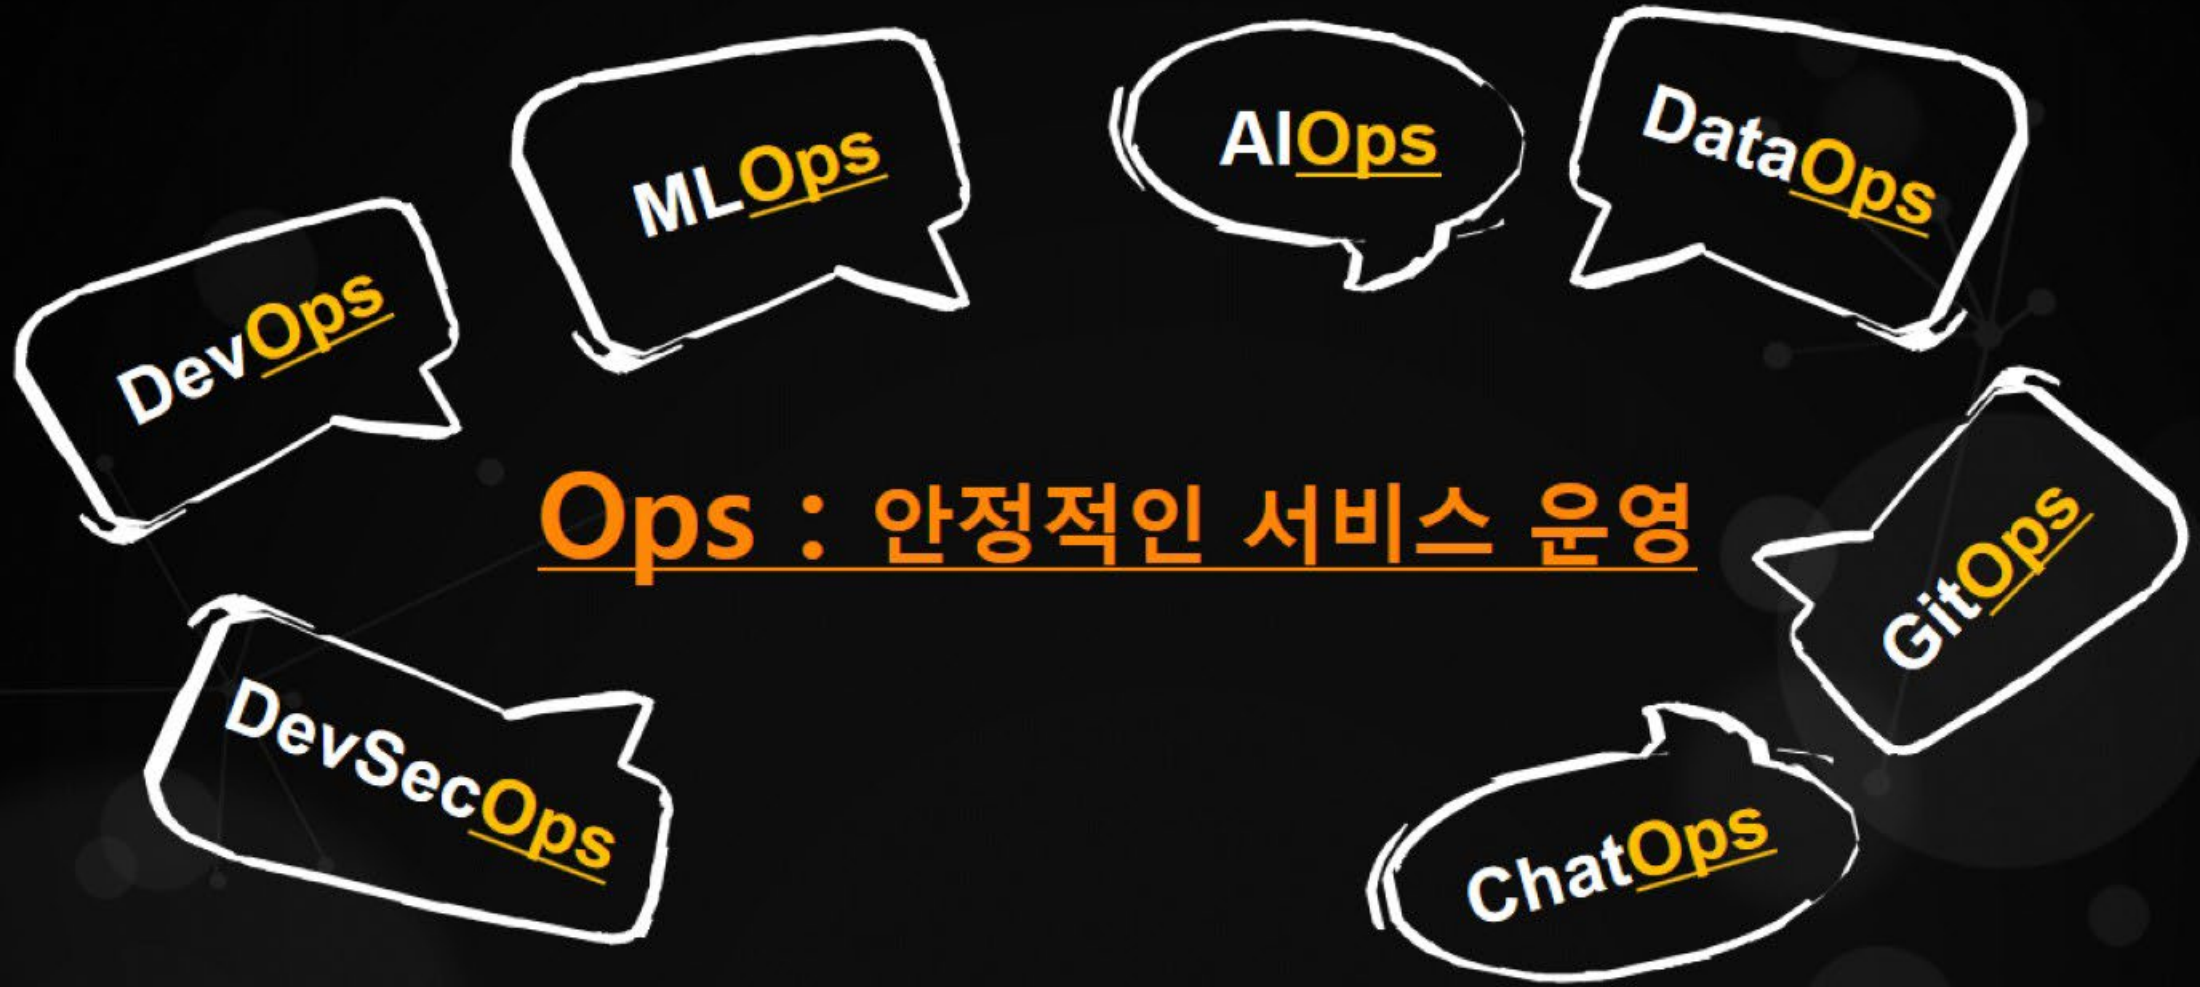 MLOps
AIOps
DataOps
DevOps
Ops : 안정적인 서비스 운영
GitOps
DevSecOps
ChatOps